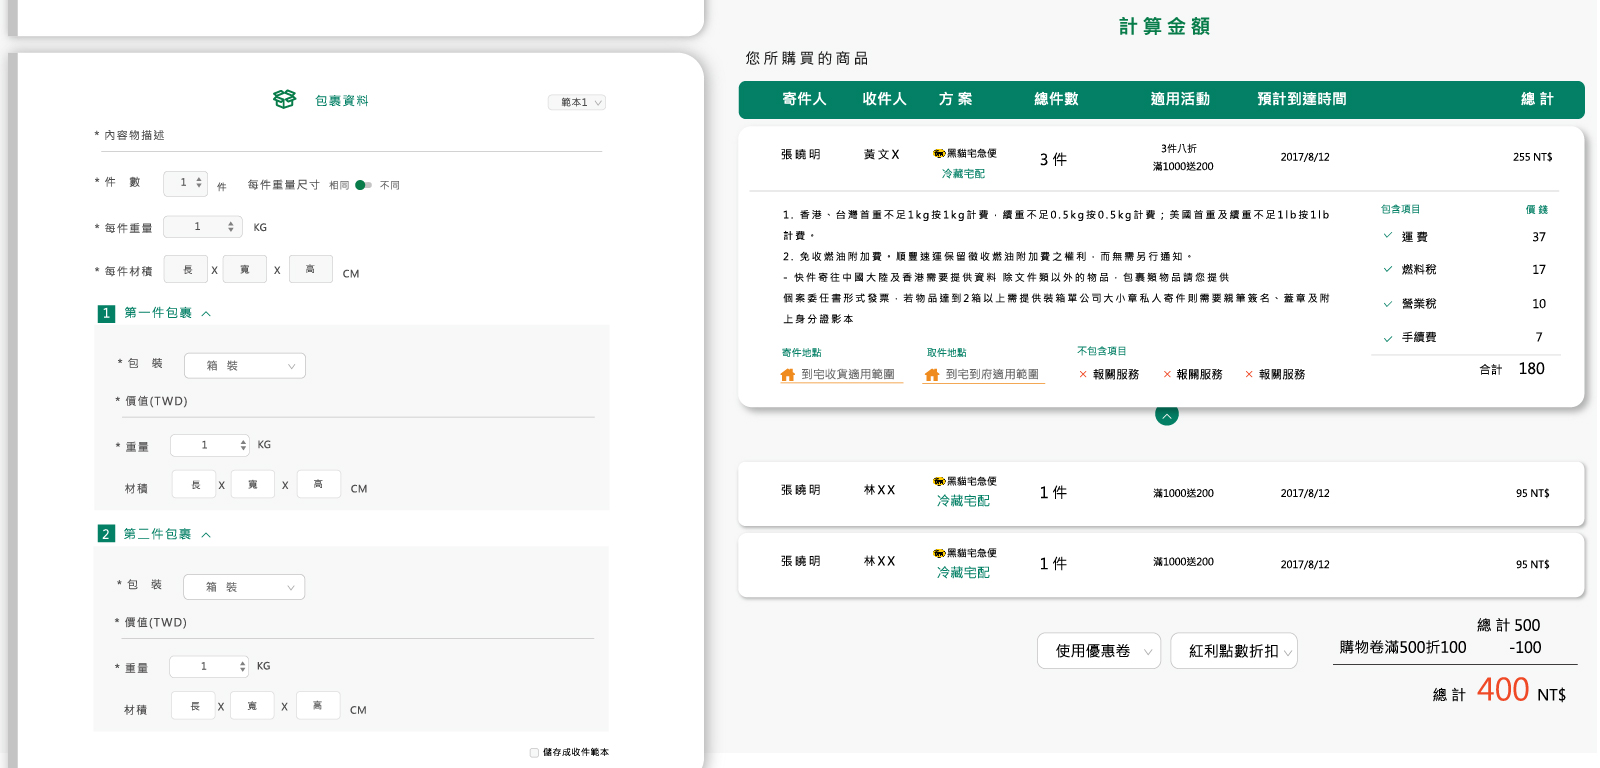 包裹資料
範本1
* 內容物描述
* 件 數 1 件 每件重量尺寸 相同 不同
* 每件重量 1 KG
* 每件材積 長 X 寬 X 高 CM
1 第一件包裹
* 包 裝 箱 裝
* 價值(TWD)
* 重量 1 KG
材積 長 X 寬 X 高 CM
2 第二件包裹
* 包 裝 箱 裝
* 價值(TWD)
* 重量 1 KG
材積 長 X 寬 X 高 CM
儲存成收件範本
計算金額
您所購買的商品
寄件人 收件人 方案 總件數 適用活動 預計到達時間 總計
張曉明 黃文X 黑貓宅急便 冷藏宅配 3 件 3件八折 滿1000送200 2017/8/12 255 NT$
1. 香港、台灣首重不足1kg按1kg計費，續重不足0.5kg按0.5kg計費；美國首重及續重不足1lb按1lb
計費。
2. 免收燃油附加費。順豐速運保留徵收燃油附加費之權利，而無需另行通知。
- 快件寄往中國大陸及香港需要提供資料 除文件類以外的物品，包裹類物品請您提供
個案委任書形式發票，若物品達到2箱以上需提供裝箱單公司大小章私人寄件則需要親筆簽名、蓋章及附
上身分證影本
寄件地點
到宅收貨適用範圍
取件地點
到宅到府適用範圍
不包含項目
× 報關服務 × 報關服務 × 報關服務
包含項目 價錢
運費 37
燃料稅 17
營業稅 10
手續費 7
合計 180
張曉明 林XX 黑貓宅急便 冷藏宅配 1 件 滿1000送200 2017/8/12 95 NT$
張曉明 林XX 黑貓宅急便 冷藏宅配 1 件 滿1000送200 2017/8/12 95 NT$
使用優惠卷 紅利點數折扣
總計 500
購物卷滿500折100 -100
總計 400 NT$